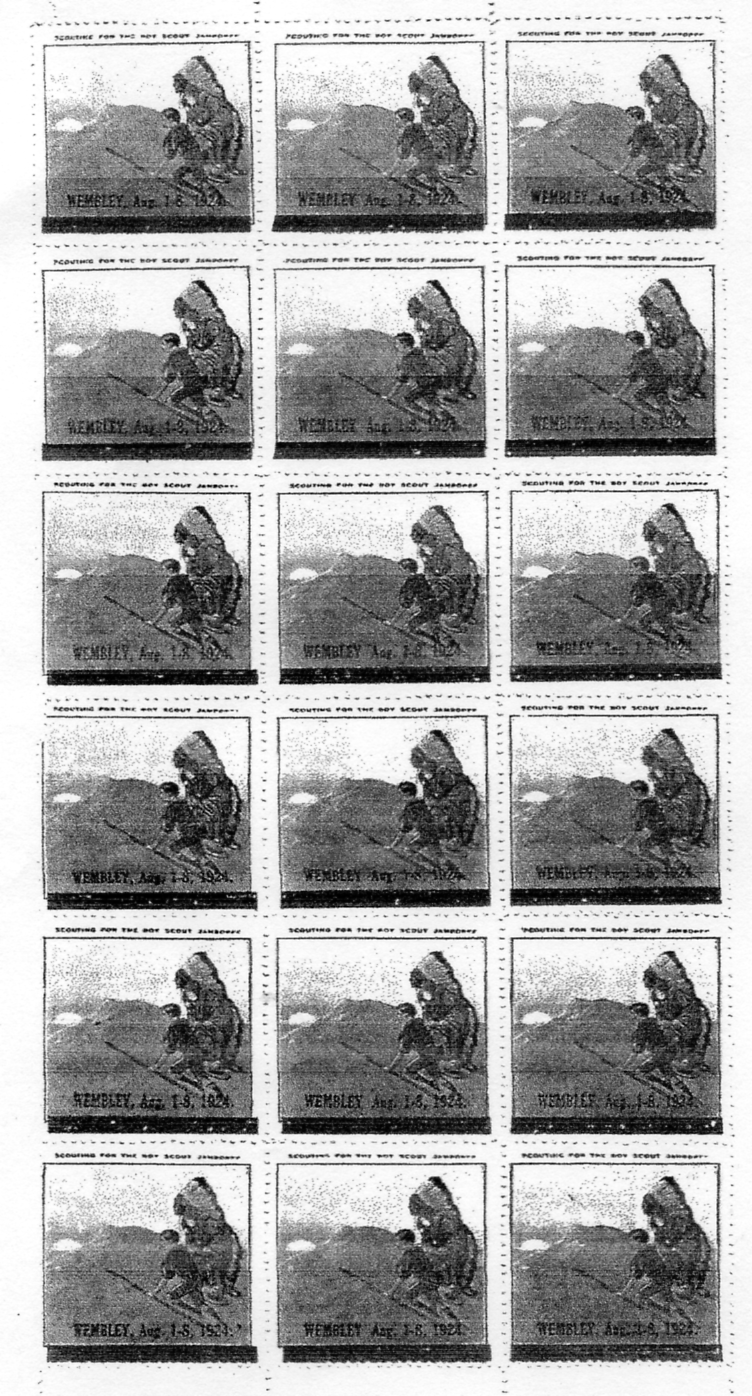 SCOUTING FOR THE BOY SCOUT JAMBOREE SCOUTING FOR THE BOY SCOUT JAMBOREE SCOUTING FOR THE BOY SCOUT JAMBOREE
WEMBLEY, Aug. 1-8, 1924. WEMBLEY Aug. 1-8, 1924. WEMBLEY, Aug. 1-8, 1924.
SCOUTING FOR THE BOY SCOUT JAMBOREE SCOUTING FOR THE BOY SCOUT JAMBOREE SCOUTING FOR THE BOY SCOUT JAMBOREE
WEMBLEY, Aug. 1-8, 1924. WEMBLEY Aug. 1-8, 1924. WEMBLEY, Aug. 1-8, 1924.
SCOUTING FOR THE BOY SCOUT JAMBOREE SCOUTING FOR THE BOY SCOUT JAMBOREE SCOUTING FOR THE BOY SCOUT JAMBOREE
WEMBLEY, Aug. 1-8, 1924. WEMBLEY Aug. 1-8, 1924. WEMBLEY, Aug. 1-8, 1924.
SCOUTING FOR THE BOY SCOUT JAMBOREE SCOUTING FOR THE BOY SCOUT JAMBOREE SCOUTING FOR THE BOY SCOUT JAMBOREE
WEMBLEY, Aug. 1-8, 1924. WEMBLEY Aug. 1-8, 1924. WEMBLEY, Aug. 1-8, 1924.
SCOUTING FOR THE BOY SCOUT JAMBOREE SCOUTING FOR THE BOY SCOUT JAMBOREE SCOUTING FOR THE BOY SCOUT JAMBOREE
WEMBLEY, Aug. 1-8, 1924. WEMBLEY Aug. 1-8, 1924. WEMBLEY, Aug. 1-8, 1924.
SCOUTING FOR THE BOY SCOUT JAMBOREE SCOUTING FOR THE BOY SCOUT JAMBOREE SCOUTING FOR THE BOY SCOUT JAMBOREE
WEMBLEY, Aug. 1-8, 1924. WEMBLEY Aug. 1-8, 1924. WEMBLEY, Aug. 1-8, 1924.